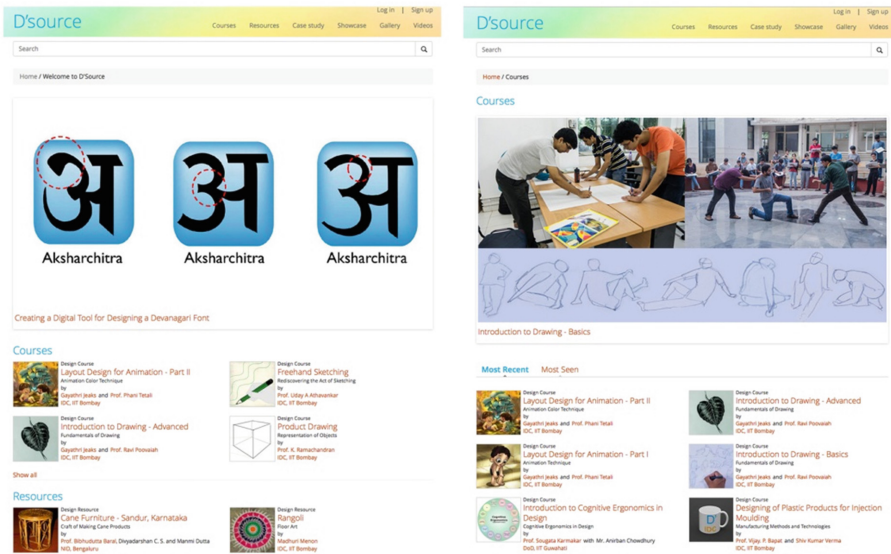 D'source
Log in | Sign up
Courses Resources Case study Showcase Gallery Videos
Search
Home / Welcome to D'Source
अ अ अ
Aksharchitra Aksharchitra Aksharchitra
Creating a Digital Tool for Designing a Devanagari Font
Courses
Design Course
Layout Design for Animation - Part II
Animation Color Technique
by
Gayathri Jeaks and Prof. Phani Tetali
IDC, IIT Bombay
Design Course
Freehand Sketching
Rediscovering the Act of Sketching
by
Prof. Uday A Athavankar
IDC, IIT Bombay
Design Course
Introduction to Drawing - Advanced
Fundamentals of Drawing
by
Gayathri Jeaks and Prof. Ravi Poovaiah
IDC, IIT Bombay
Design Course
Product Drawing
Representation of Objects
by
Prof. K. Ramachandran
IDC, IIT Bombay
Show all
Resources
Design Resource
Cane Furniture - Sandur, Karnataka
Craft of Making Cane Products
by
Prof. Bibhudutta Baral, Divyadarshan C. S. and Manmi Dutta
NID, Bengaluru
Design Resource
Rangoli
Floor Art
by
Madhuri Menon
IDC, IIT Bombay
D'source
Log in | Sign up
Courses Resources Case study Showcase Gallery Videos
Search
Home / Courses
Courses
Introduction to Drawing - Basics
Most Recent Most Seen
Design Course
Layout Design for Animation - Part II
Animation Color Technique
by
Gayathri Jeaks and Prof. Phani Tetali
IDC, IIT Bombay
Design Course
Introduction to Drawing - Advanced
Fundamentals of Drawing
by
Gayathri Jeaks and Prof. Ravi Poovaiah
IDC, IIT Bombay
Design Course
Layout Design for Animation - Part I
Animation Technique
by
Gayathri Jeaks and Prof. Phani Tetali
IDC, IIT Bombay
Design Course
Introduction to Drawing - Basics
Fundamentals of Drawing
by
Gayathri Jeaks and Prof. Ravi Poovaiah
IDC, IIT Bombay
Design Course
Introduction to Cognitive Ergonomics in
Design
Cognitive Ergonomics in Design
by
Prof. Sougata Karmakar with Mr. Anirban Chowdhury
DoD, IIT Guwahati
Design Course
Designing of Plastic Products for Injection
Moulding
Manufacturing Methods and Technologies
by
Prof. Vijay. P. Bapat and Shiv Kumar Verma
IDC, IIT Bombay